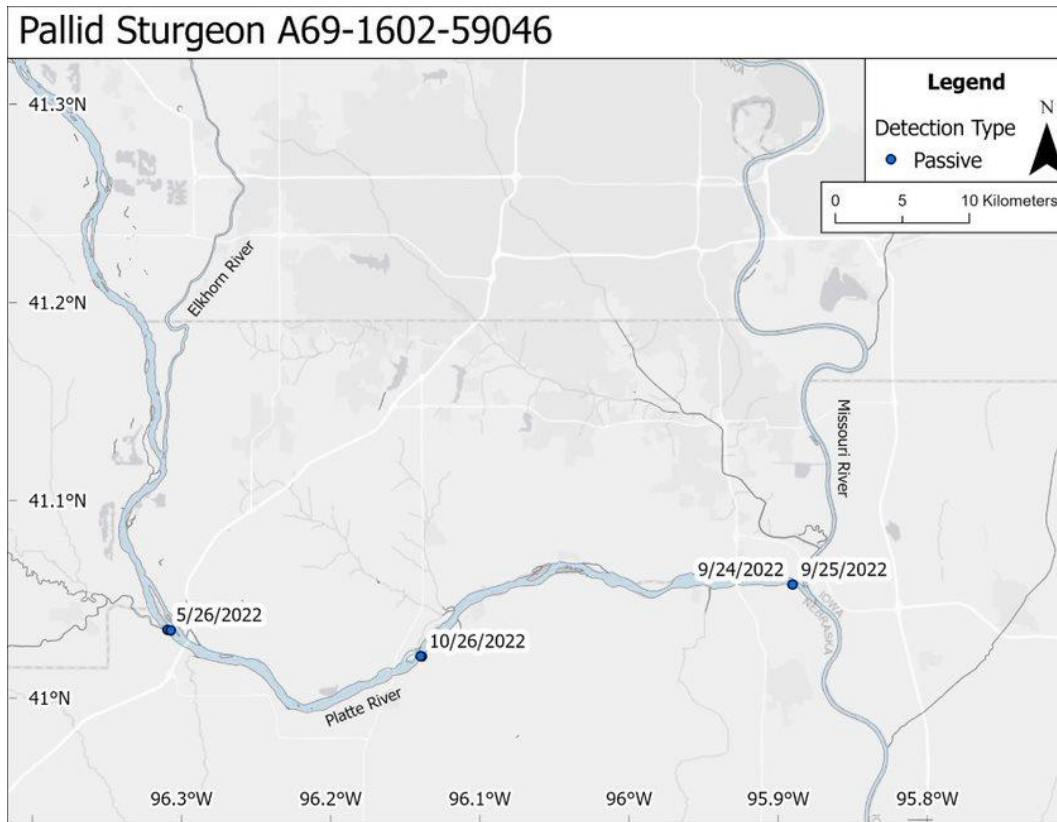 Pallid Sturgeon A69-1602-59046
Legend
N
Detection Type
Passive
0 5 10 Kilometers
41.3°N
41.2°N
41.1°N
41°N
Elkhorn River
Missouri River
Platte River
5/26/2022
10/26/2022
9/24/2022
9/25/2022
IOWA
NEBRASKA
96.3°W
96.2°W
96.1°W
96°W
95.9°W
95.8°W